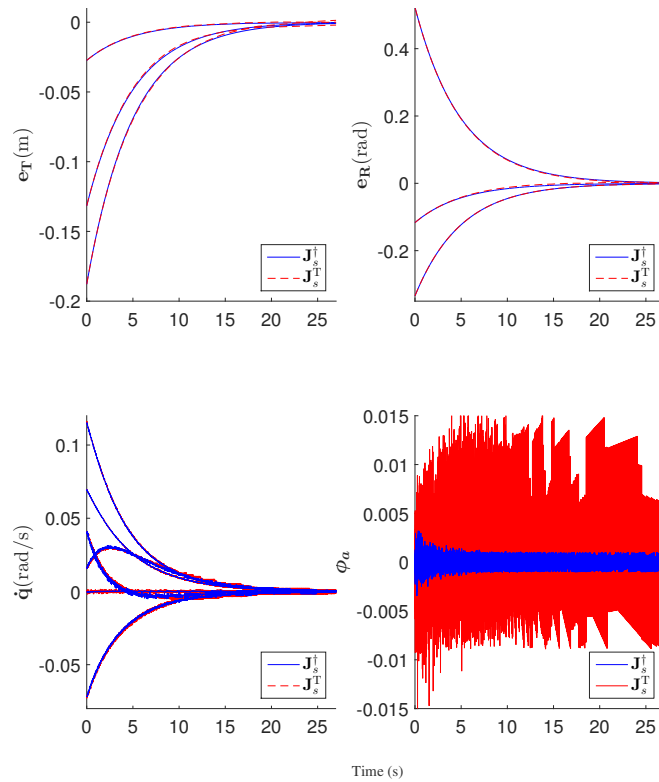 0
-0.05
-0.1
-0.15
-0.2
e_T(m)
J_s^†
J_s^T
0 5 10 15 20 25
0.4
0.2
0
-0.2
e_R(rad)
J_s^†
J_s^T
0 5 10 15 20 25
0.1
0.05
0
-0.05
q̇(rad/s)
J_s^†
J_s^T
0 5 10 15 20 25
0.015
0.01
0.005
0
-0.005
-0.01
-0.015
φ_a
J_s^†
J_s^T
0 5 10 15 20 25
Time (s)